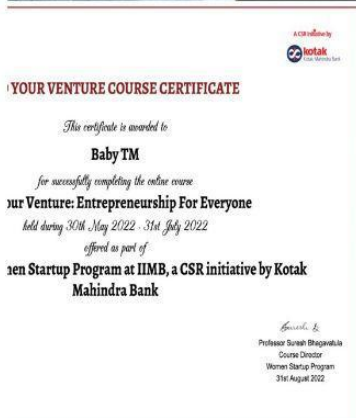 A CSR initiative by
kotak
Kotak Mahindra Bank
YOUR VENTURE COURSE CERTIFICATE
This certificate is awarded to
Baby TM
for successfully completing the online course
our Venture: Entrepreneurship For Everyone
held during 30th May 2022 - 31st July 2022
offered as part of
men Startup Program at IIMB, a CSR initiative by Kotak
Mahindra Bank
Suresh B
Professor Suresh Bhagavatula
Course Director
Women Startup Program
31st August 2022